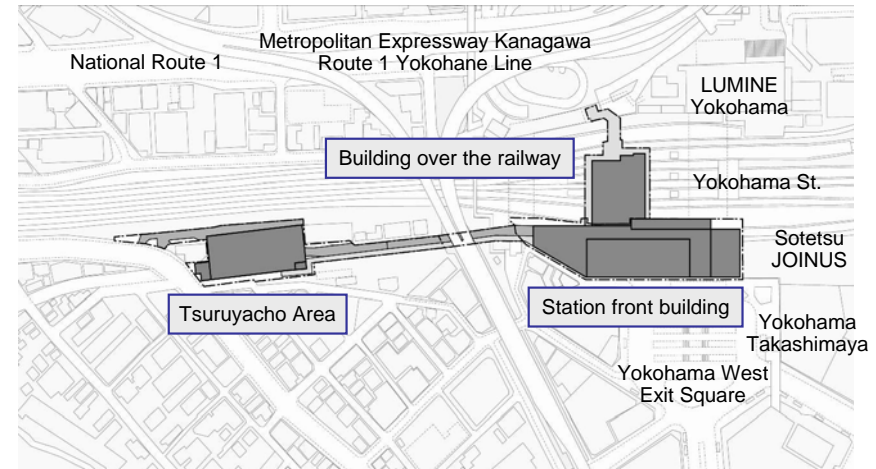 Metropolitan Expressway Kanagawa
Route 1 Yokohane Line
National Route 1
LUMINE
Yokohama
Building over the railway
Yokohama St.
Sotetsu
JOINUS
Tsuruyacho Area
Station front building
Yokohama
Takashimaya
Yokohama West
Exit Square